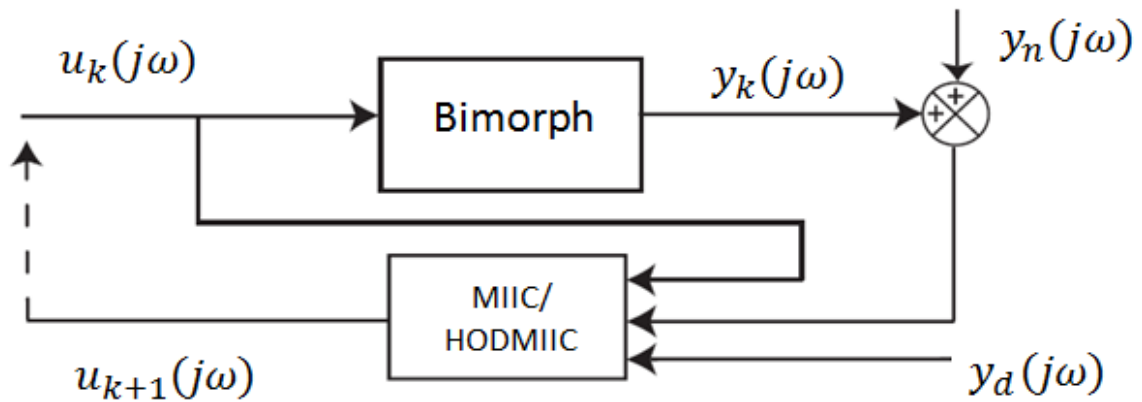 u_k(jω)
Bimorph
y_k(jω)
y_n(jω)
+
+
MIIC/
HODMIIC
u_{k+1}(jω)
y_d(jω)